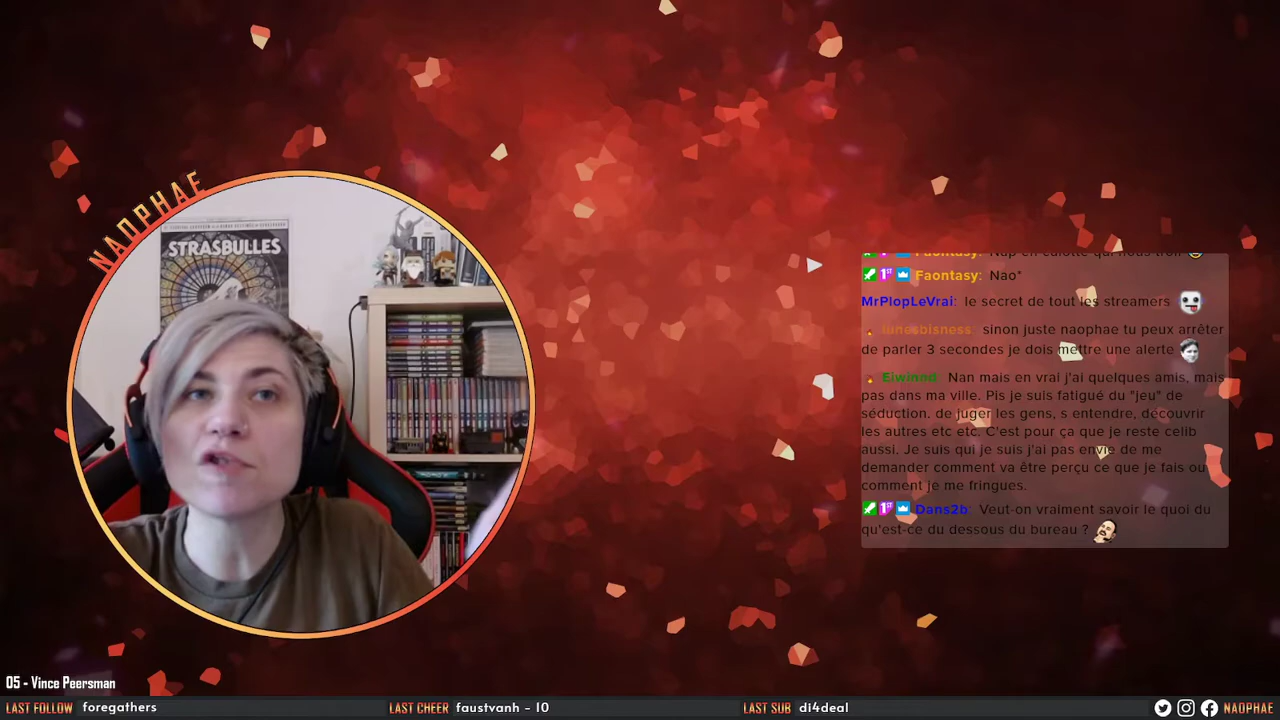 NAOPHAE
STRASBULLES
Faontasy: Nao*
MrPlopLeVrai: le secret de tout les streamers
lunesbisness: sinon juste naophae tu peux arrêter
de parler 3 secondes je dois mettre une alerte
Eiwinnd: Nan mais en vrai j'ai quelques amis, mais
pas dans ma ville. Pis je suis fatigué du "jeu" de
séduction. de juger les gens, s entendre, découvrir
les autres etc etc. C'est pour ça que je reste celib
aussi. Je suis qui je suis j'ai pas envie de me
demander comment va être perçu ce que je fais ou
comment je me fringues.
Dans2b: Veut-on vraiment savoir le quoi du
qu'est-ce du dessous du bureau ?
05 - Vince Peersman
LAST FOLLOW foregathers
LAST CHEER faustvanh - 10
LAST SUB di4deal
NAOPHAE